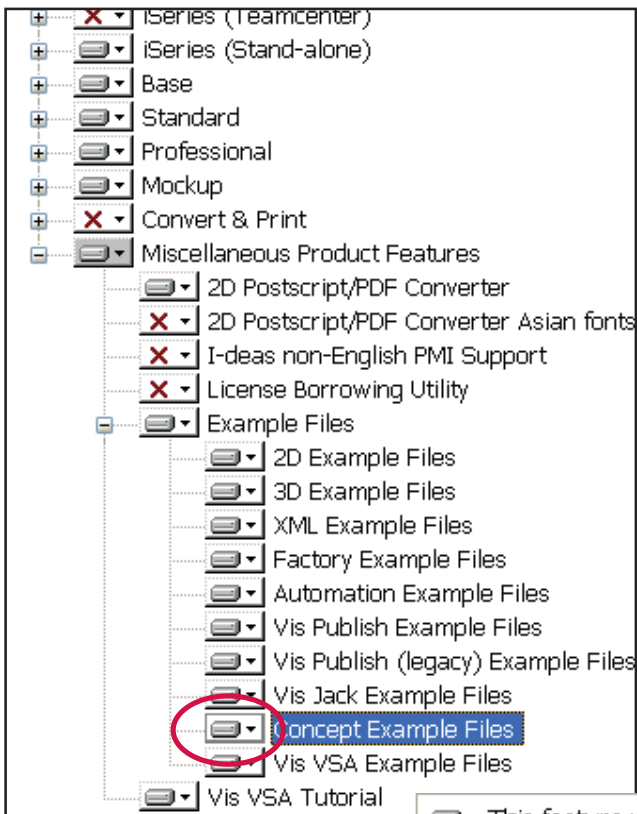 iSeries (Teamcenter)
iSeries (Stand-alone)
Base
Standard
Professional
Mockup
Convert & Print
Miscellaneous Product Features
2D Postscript/PDF Converter
2D Postscript/PDF Converter Asian fonts
I-deas non-English PMI Support
License Borrowing Utility
Example Files
2D Example Files
3D Example Files
XML Example Files
Factory Example Files
Automation Example Files
Vis Publish Example Files
Vis Publish (legacy) Example Files
Vis Jack Example Files
Concept Example Files
Vis VSA Example Files
Vis VSA Tutorial
This feature